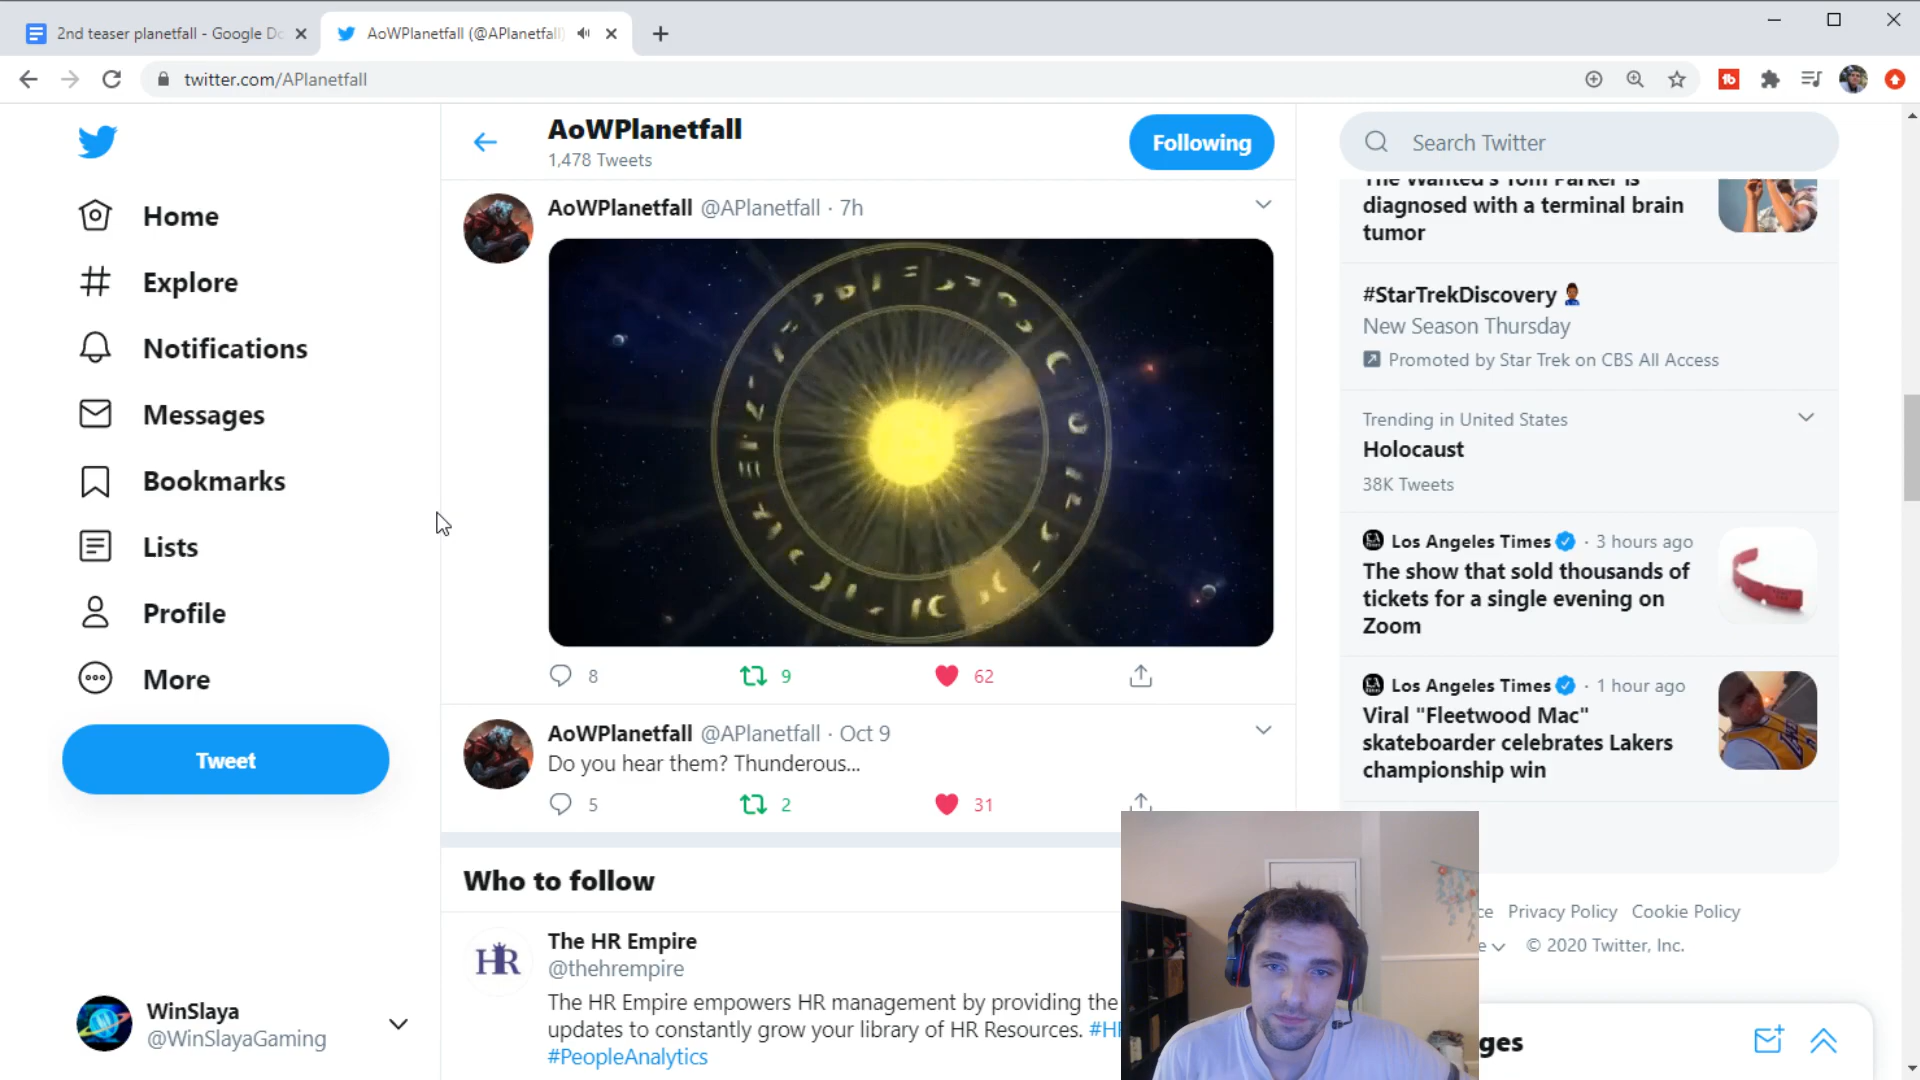 2nd teaser planetfall - Google Do
AoWPlanetfall (@APlanetfall)
twitter.com/APlanetfall
AoWPlanetfall
1,478 Tweets
Following
Search Twitter
Home
Explore
Notifications
Messages
Bookmarks
Lists
Profile
More
Tweet
WinSlaya
@WinSlayaGaming
AoWPlanetfall @APlanetfall · 7h
8
9
62
AoWPlanetfall @APlanetfall · Oct 9
Do you hear them? Thunderous...
5
2
31
Who to follow
HR
The HR Empire
@thehrempire
The HR Empire empowers HR management by providing the
updates to constantly grow your library of HR Resources.
#PeopleAnalytics
The Wanted's Tom Parker is
diagnosed with a terminal brain
tumor
#StarTrekDiscovery
New Season Thursday
Promoted by Star Trek on CBS All Access
Trending in United States
Holocaust
38K Tweets
Los Angeles Times · 3 hours ago
The show that sold thousands of
tickets for a single evening on
Zoom
Los Angeles Times · 1 hour ago
Viral "Fleetwood Mac"
skateboarder celebrates Lakers
championship win
Privacy Policy Cookie Policy
© 2020 Twitter, Inc.